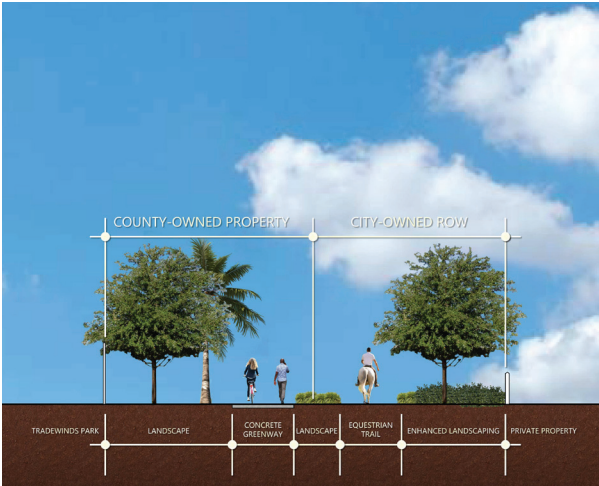 COUNTY-OWNED PROPERTY
CITY-OWNED ROW
TRADEWINDS PARK
LANDSCAPE
CONCRETE
GREENWAY
LANDSCAPE
EQUESTRIAN
TRAIL
ENHANCED LANDSCAPING
PRIVATE PROPERTY